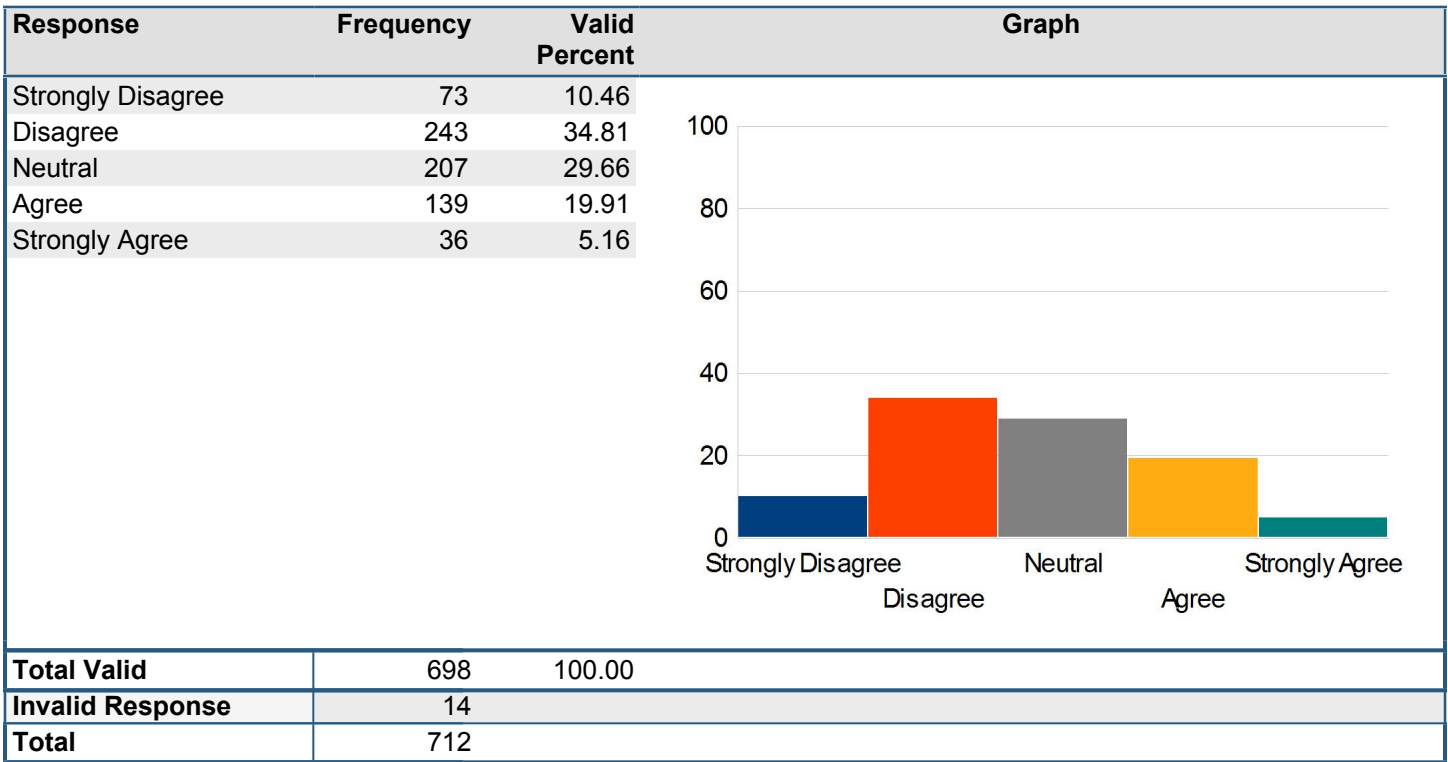 Response Frequency Valid Percent Graph
Strongly Disagree 73 10.46
Disagree 243 34.81
Neutral 207 29.66
Agree 139 19.91
Strongly Agree 36 5.16
100
80
60
40
20
0
Strongly Disagree Neutral Strongly Agree
Disagree Agree
Total Valid 698 100.00
Invalid Response 14
Total 712